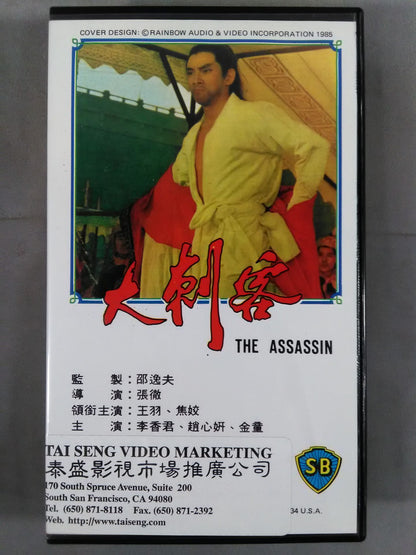 COVER DESIGN: ©RAINBOW AUDIO & VIDEO INCORPORATION 1985
大刺客
THE ASSASSIN
監 製:邵逸夫
導 演:張徹
領銜主演:王羽、焦姣
主 演:李香君、趙心妍、金童
TAI SENG VIDEO MARKETING
泰盛影視市場推廣公司
170 South Spruce Avenue, Suite 200
South San Francisco, CA 94080
Tel. (650) 871-8118 Fax. (650) 871-2392
Web. http://www.taiseng.com
SB
34 U.S.A.